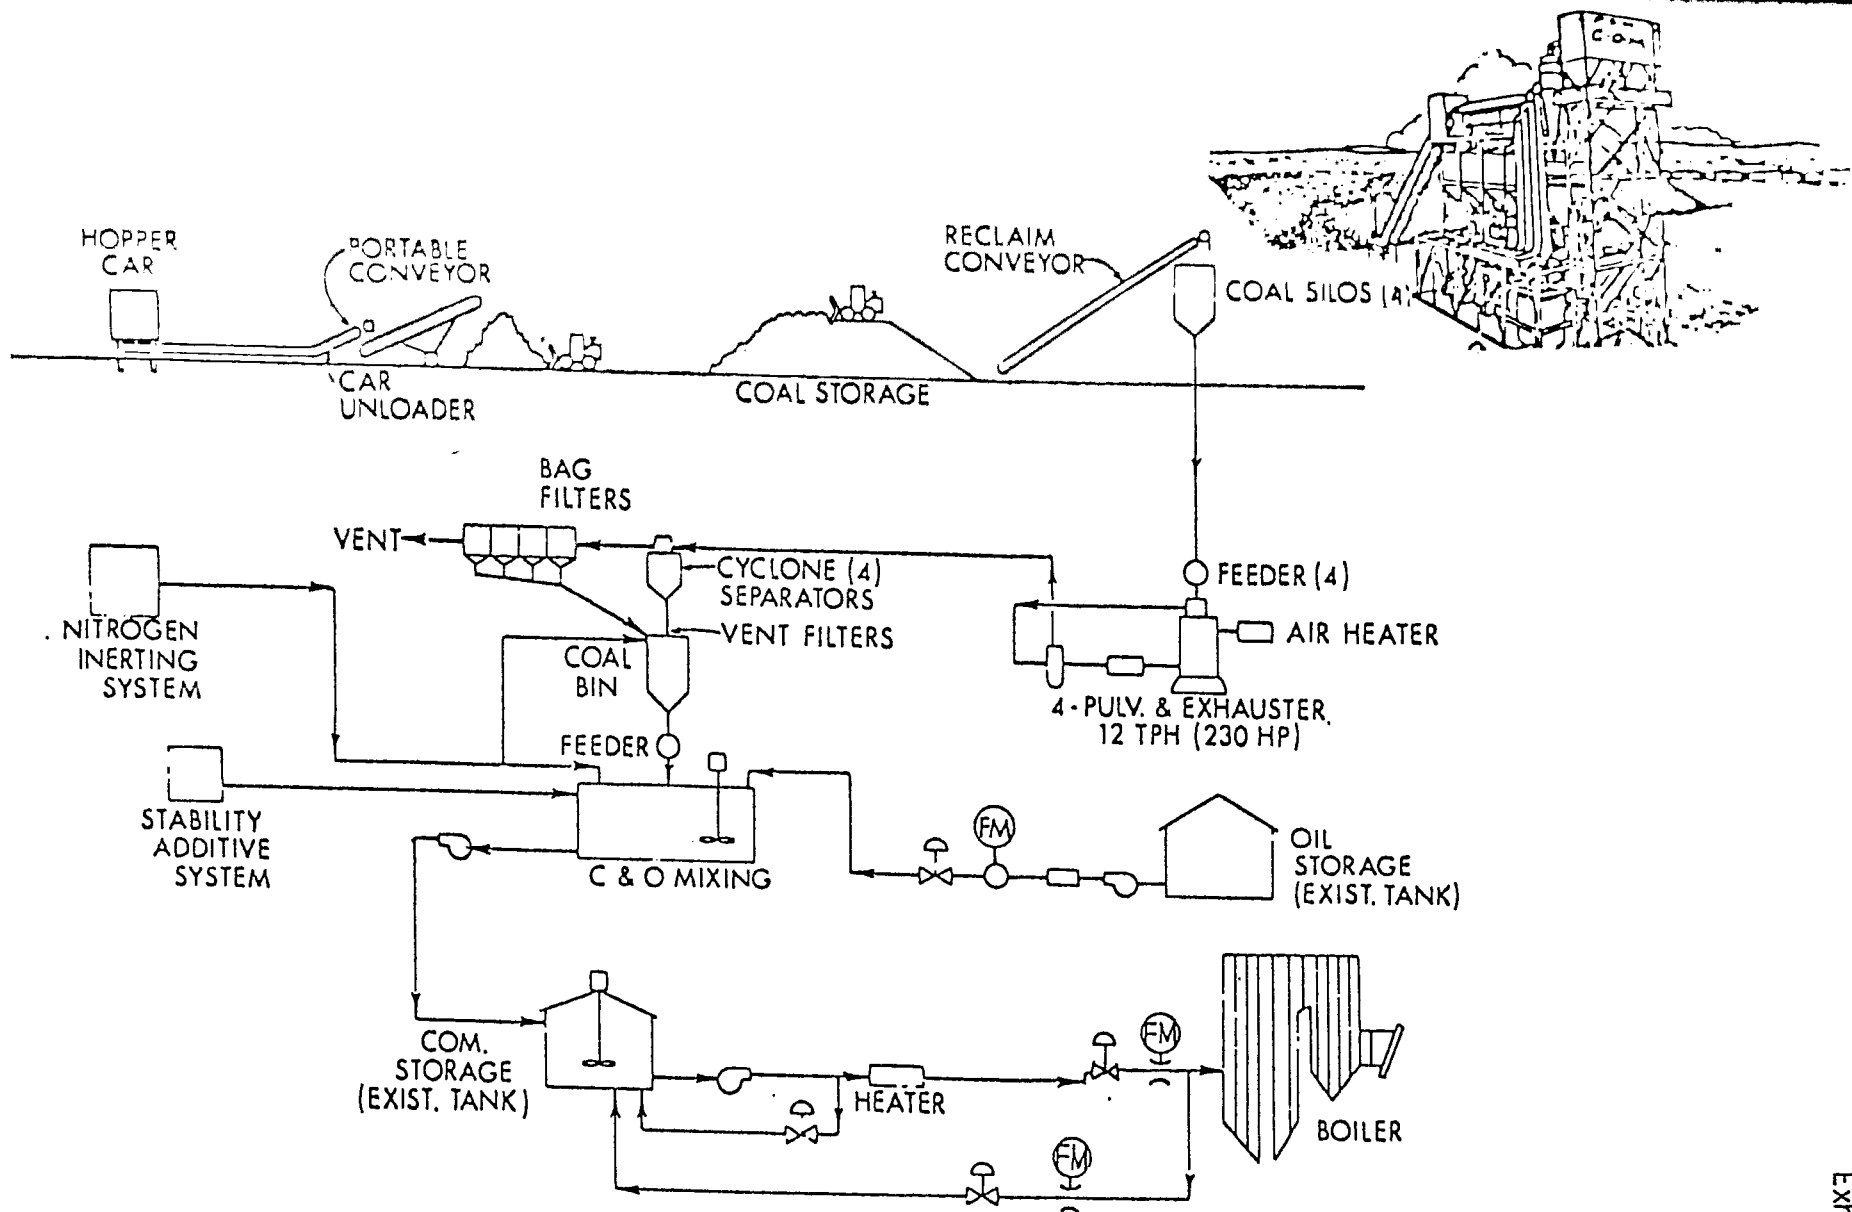 C-O-M
HOPPER
CAR
PORTABLE
CONVEYOR
RECLAIM
CONVEYOR
COAL SILOS (4)
CAR
UNLOADER
COAL STORAGE
BAG
FILTERS
VENT
CYCLONE (4)
SEPARATORS
FEEDER (4)
NITROGEN
INERTING
SYSTEM
VENT FILTERS
AIR HEATER
COAL
BIN
4-PULV. & EXHAUSTER,
12 TPH (230 HP)
FEEDER
STABILITY
ADDITIVE
SYSTEM
C & O MIXING
FM
OIL
STORAGE
(EXIST. TANK)
COM.
STORAGE
(EXIST. TANK)
HEATER
FM
BOILER
FM